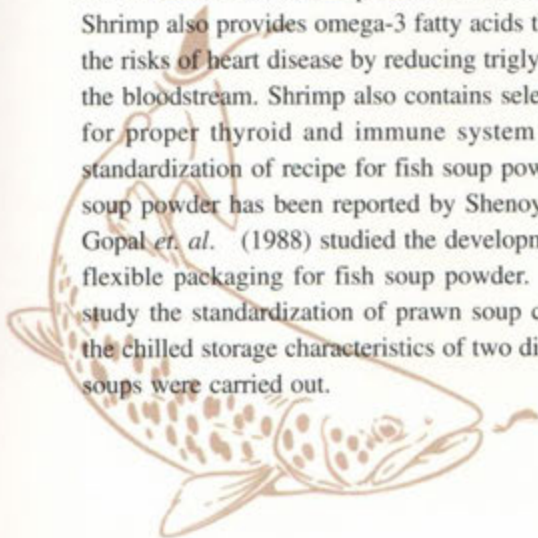 Shrimp also provides omega-3 fatty acids t
the risks of heart disease by reducing trigly
the bloodstream. Shrimp also contains sele
for proper thyroid and immune system
standardization of recipe for fish soup pow
soup powder has been reported by Shenoy
Gopal et. al. (1988) studied the developn
flexible packaging for fish soup powder.
study the standardization of prawn soup c
the chilled storage characteristics of two di
soups were carried out.